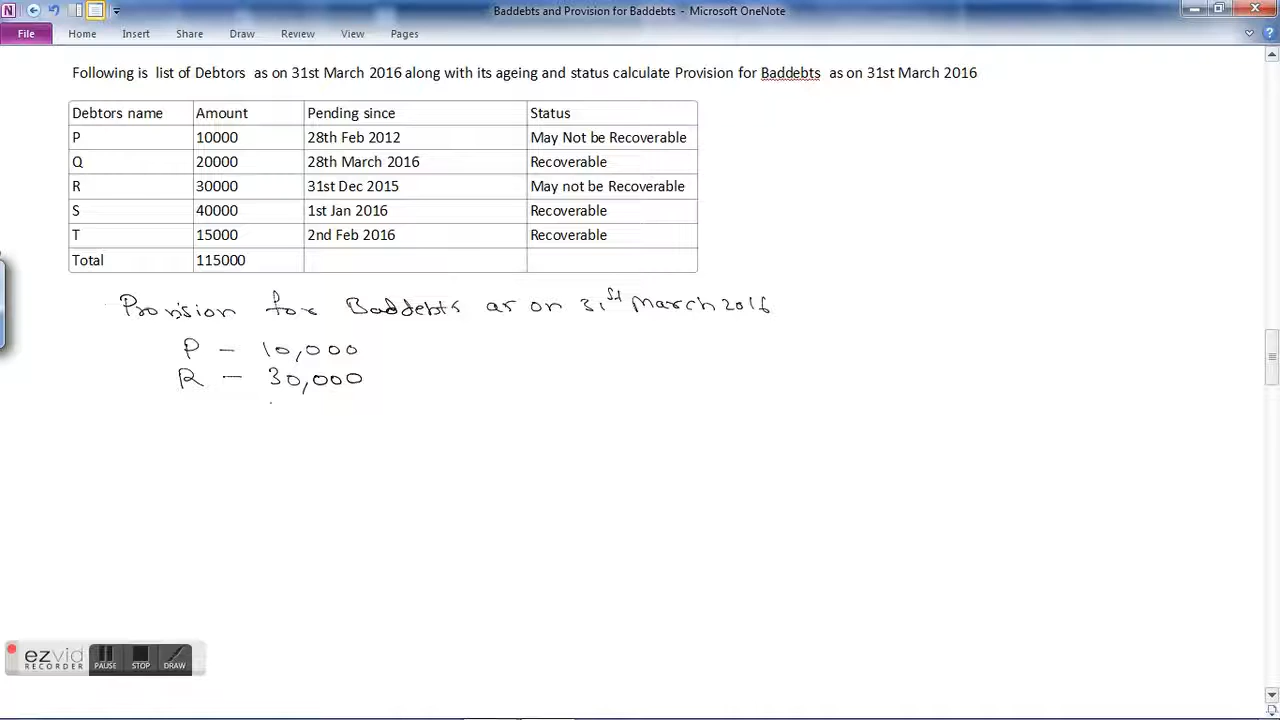 Baddebts and Provision for Baddebts - Microsoft OneNote
File Home Insert Share Draw Review View Pages
Following is list of Debtors as on 31st March 2016 along with its ageing and status calculate Provision for Baddebts as on 31st March 2016
Debtors name Amount Pending since Status
P 10000 28th Feb 2012 May Not be Recoverable
Q 20000 28th March 2016 Recoverable
R 30000 31st Dec 2015 May not be Recoverable
S 40000 1st Jan 2016 Recoverable
T 15000 2nd Feb 2016 Recoverable
Total 115000
Provision for Baddebts as on 31st March 2016
P - 10,000
R - 30,000
ezvid
RECORDER PAUSE STOP DRAW